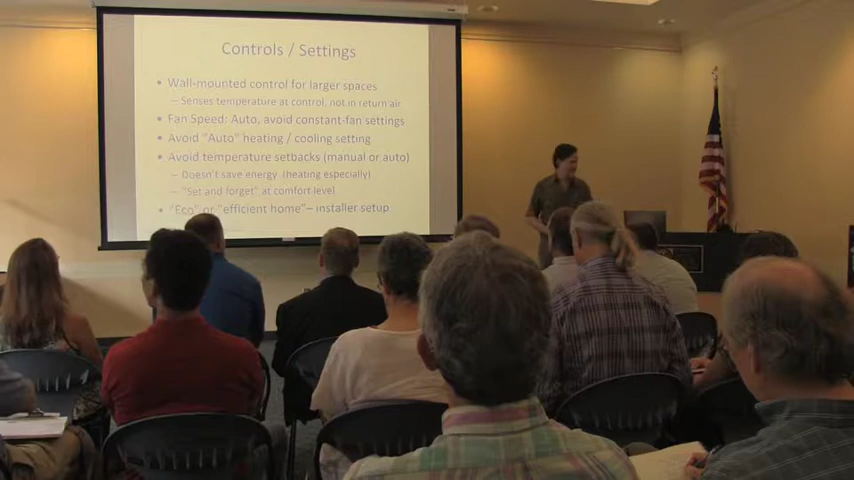 Controls / Settings
• Wall-mounted control for larger spaces
– Senses temperature at control, not in return air
• Fan Speed: Auto, avoid constant-fan settings
• Avoid "Auto" heating / cooling setting
• Avoid temperature setbacks (manual or auto)
– Doesn't save energy (heating especially)
– "Set and forget" at comfort level
• "Eco" or "efficient home"– installer setup